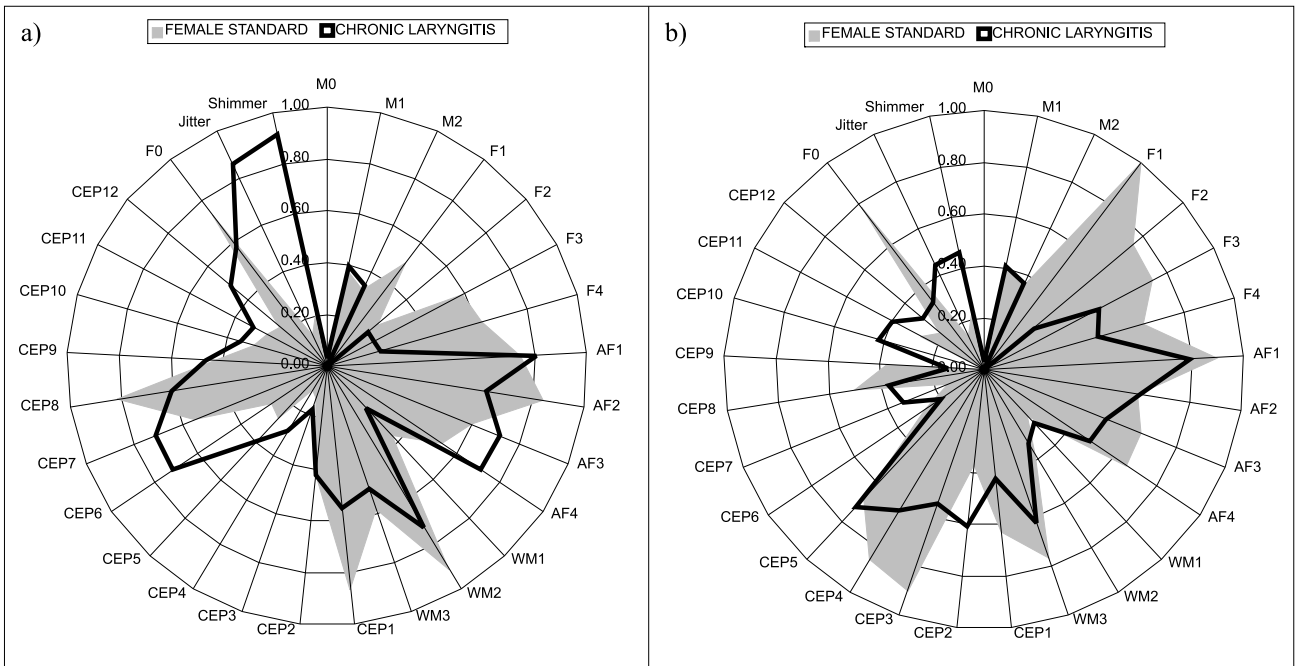 a)
FEMALE STANDARD CHRONIC LARYNGITIS
M0
M1
M2
F1
F2
F3
F4
AF1
AF2
AF3
AF4
WM1
WM2
WM3
CEP1
CEP2
CEP3
CEP4
CEP5
CEP6
CEP7
CEP8
CEP9
CEP10
CEP11
CEP12
F0
Jitter
Shimmer
1.00
0.80
0.60
0.40
0.20
0.00
b)
FEMALE STANDARD CHRONIC LARYNGITIS
M0
M1
M2
F1
F2
F3
F4
AF1
AF2
AF3
AF4
WM1
WM2
WM3
CEP1
CEP2
CEP3
CEP4
CEP5
CEP6
CEP7
CEP8
CEP9
CEP10
CEP11
CEP12
F0
Jitter
Shimmer
1.00
0.80
0.60
0.40
0.20
0.00